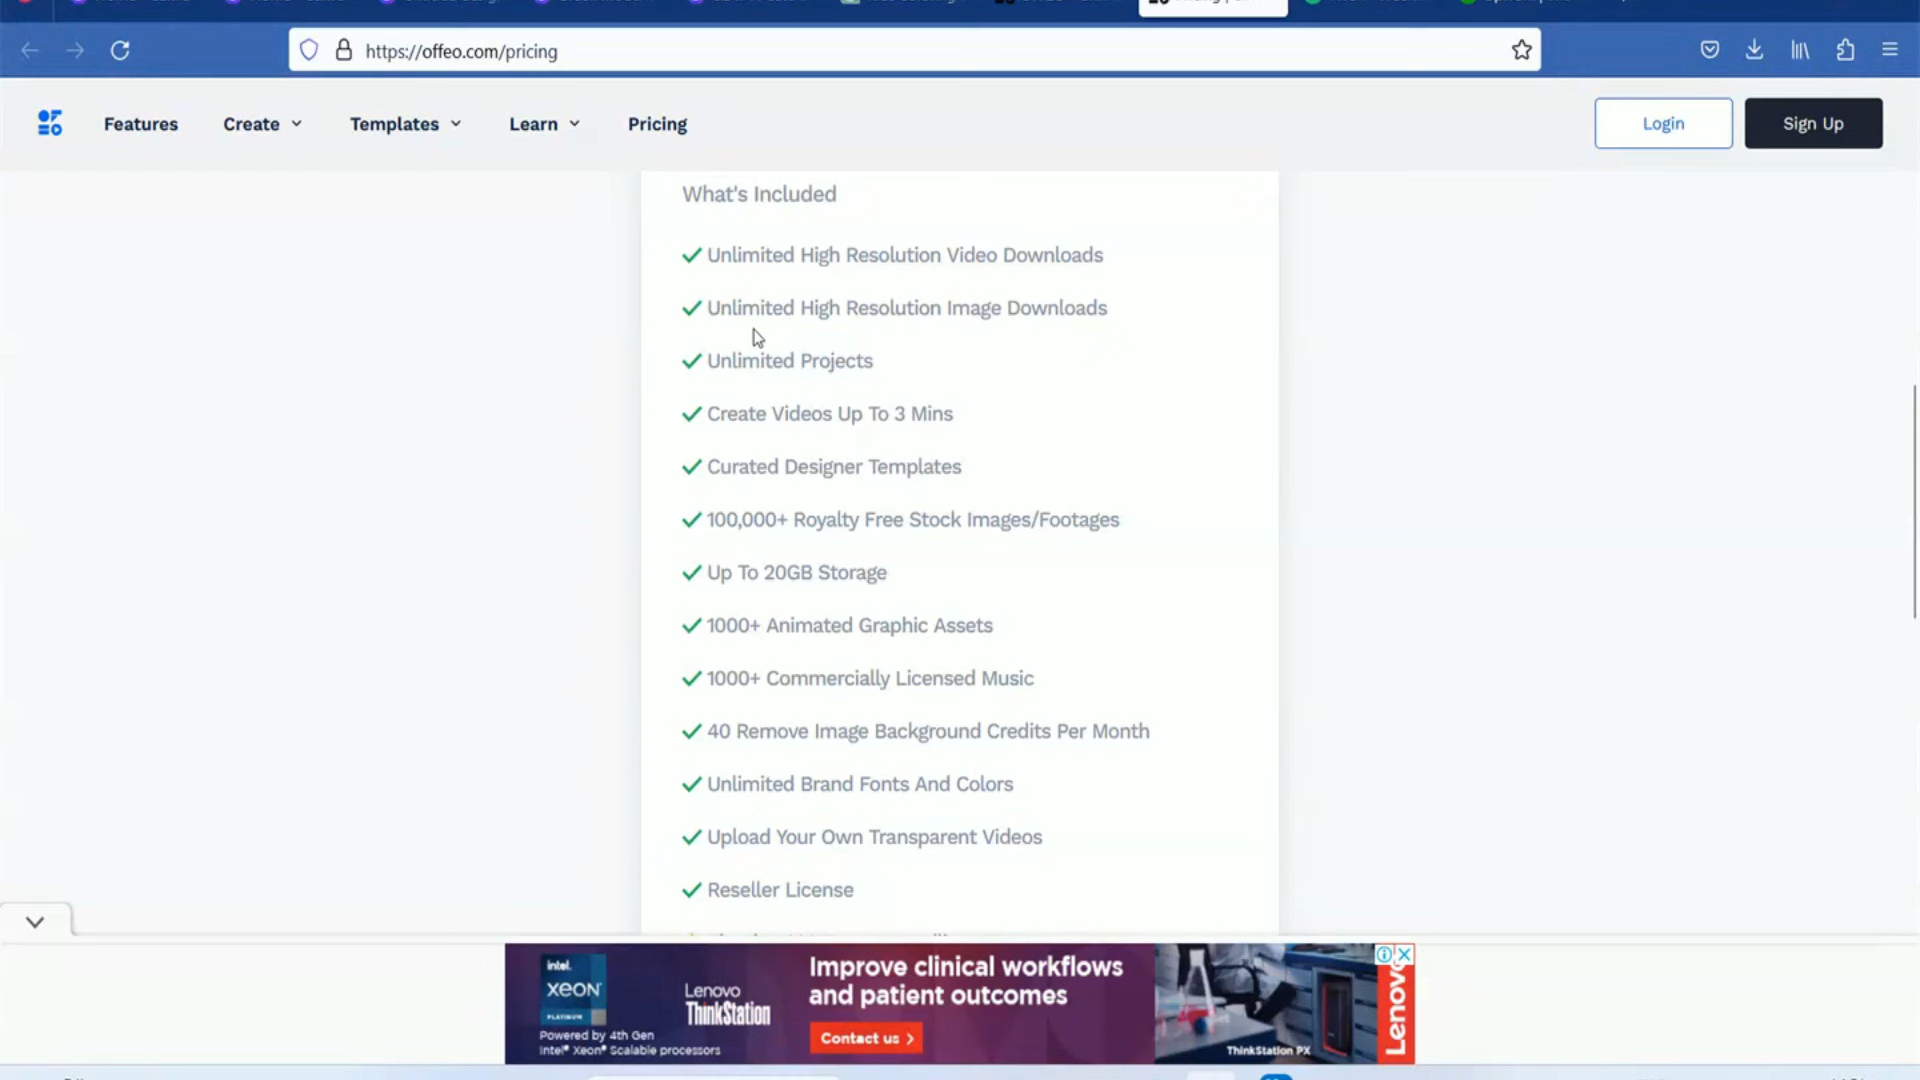 https://offeo.com/pricing
Features
Create
Templates
Learn
Pricing
Login
Sign Up
What's Included
Unlimited High Resolution Video Downloads
Unlimited High Resolution Image Downloads
Unlimited Projects
Create Videos Up To 3 Mins
Curated Designer Templates
100,000+ Royalty Free Stock Images/Footages
Up To 20GB Storage
1000+ Animated Graphic Assets
1000+ Commercially Licensed Music
40 Remove Image Background Credits Per Month
Unlimited Brand Fonts And Colors
Upload Your Own Transparent Videos
Reseller License
intel.
XEON
PLATINUM
Powered by 4th Gen
Intel® Xeon® Scalable processors
Lenovo
ThinkStation
Improve clinical workflows
and patient outcomes
Contact us >
ThinkStation PX
Lenovo